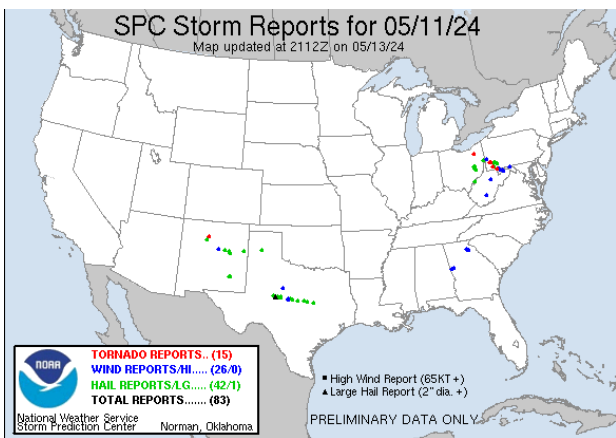 SPC Storm Reports for 05/11/24
Map updated at 2112Z on 05/13/24
NOAA
TORNADO REPORTS.. (15)
WIND REPORTS/HI..... (26/0)
HAIL REPORTS/LG..... (42/1)
TOTAL REPORTS....... (83)
National Weather Service
Storm Prediction Center Norman, Oklahoma
High Wind Report (65KT +)
Large Hail Report (2" dia. +)
PRELIMINARY DATA ONLY